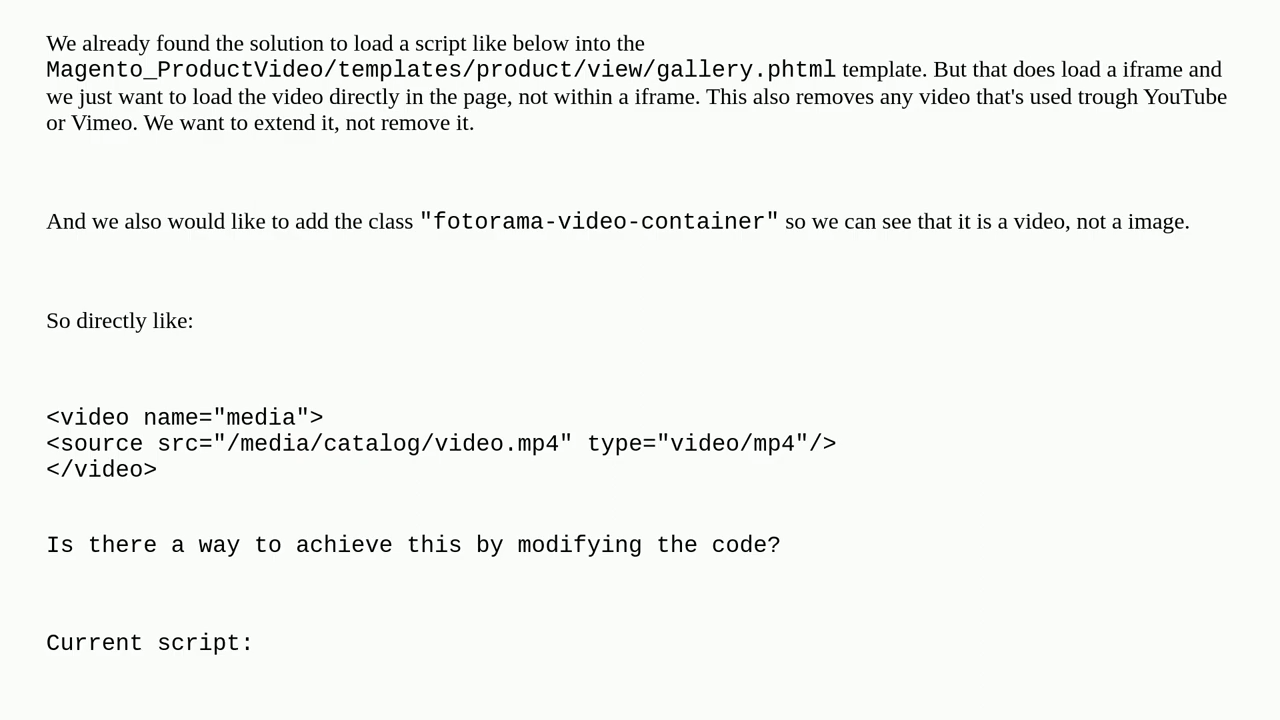 We already found the solution to load a script like below into the
Magento_ProductVideo/templates/product/view/gallery.phtml template. But that does load a iframe and
we just want to load the video directly in the page, not within a iframe. This also removes any video that's used trough YouTube
or Vimeo. We want to extend it, not remove it.
And we also would like to add the class "fotorama-video-container" so we can see that it is a video, not a image.
So directly like:
<video name="media">
<source src="/media/catalog/video.mp4" type="video/mp4"/>
</video>
Is there a way to achieve this by modifying the code?
Current script: